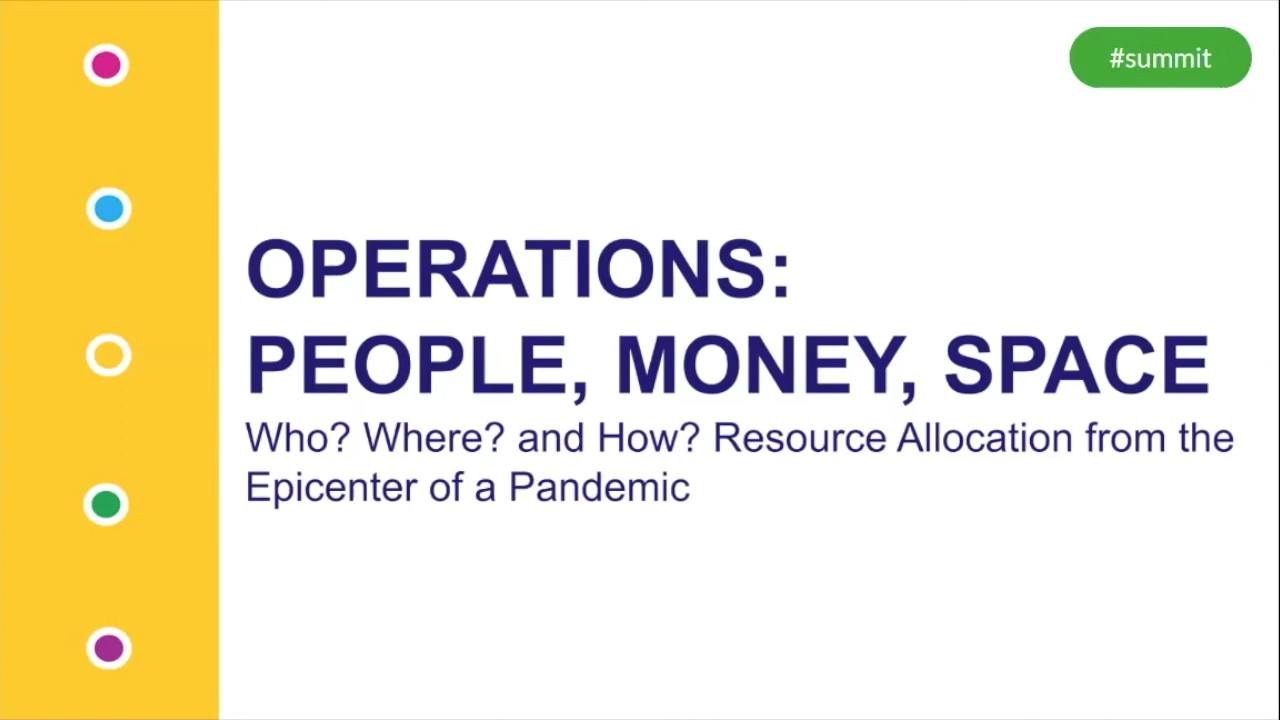 #summit
OPERATIONS:
PEOPLE, MONEY, SPACE
Who? Where? and How? Resource Allocation from the
Epicenter of a Pandemic